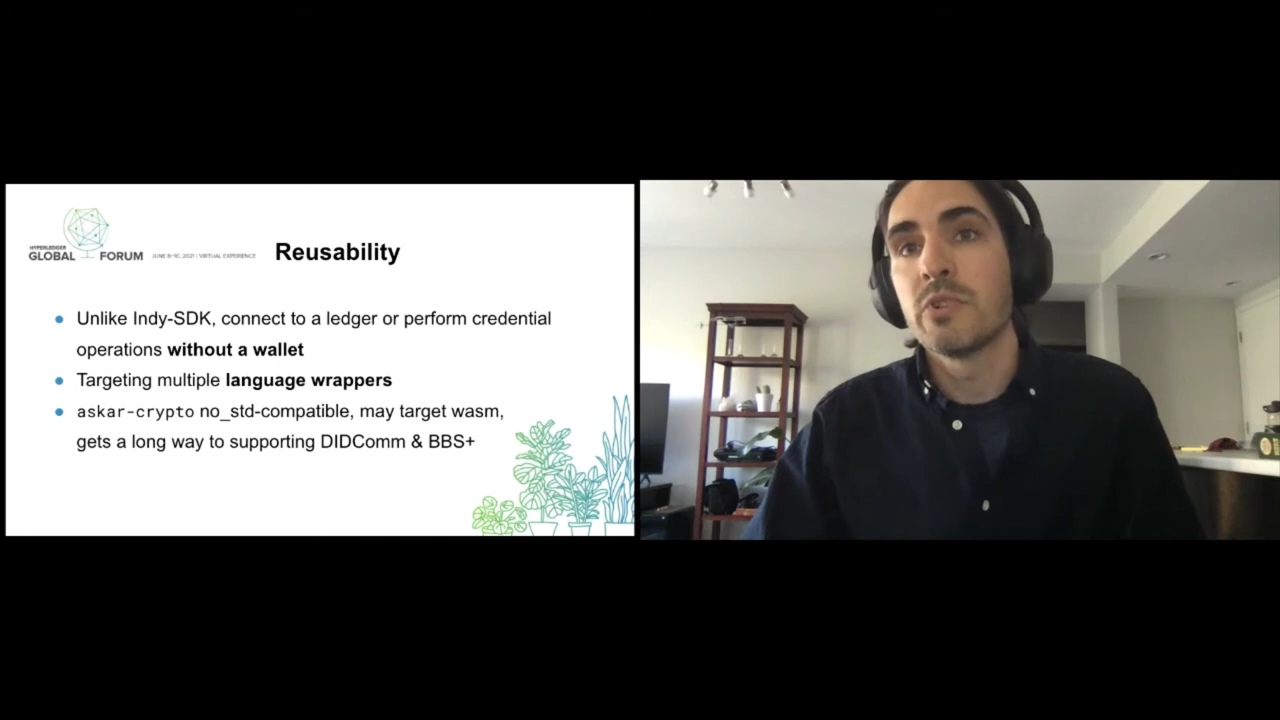 HYPERLEDGER
GLOBAL FORUM JUNE 8-10, 2021 | VIRTUAL EXPERIENCE
Reusability
Unlike Indy-SDK, connect to a ledger or perform credential
operations without a wallet
Targeting multiple language wrappers
askar-crypto no_std-compatible, may target wasm,
gets a long way to supporting DIDComm & BBS+